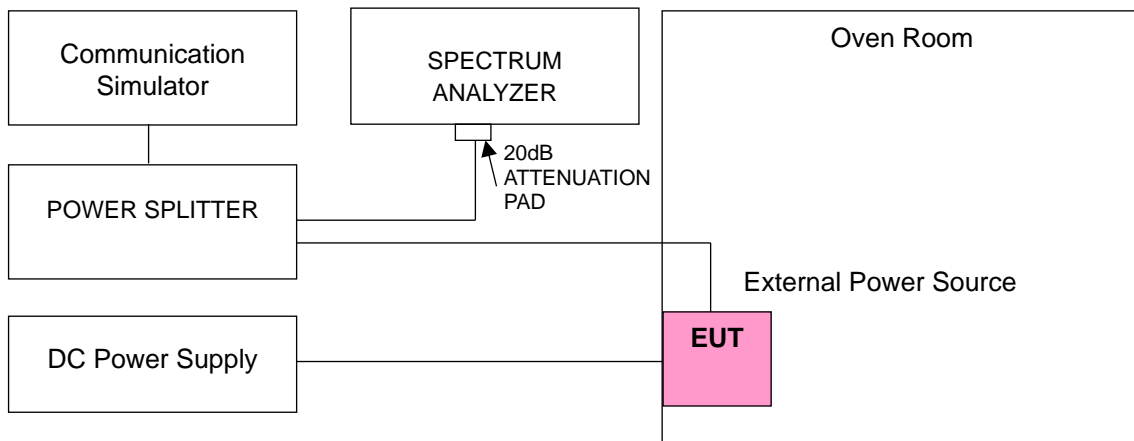 Communication
Simulator
SPECTRUM
ANALYZER
Oven Room
20dB
ATTENUATION
PAD
POWER SPLITTER
External Power Source
EUT
DC Power Supply